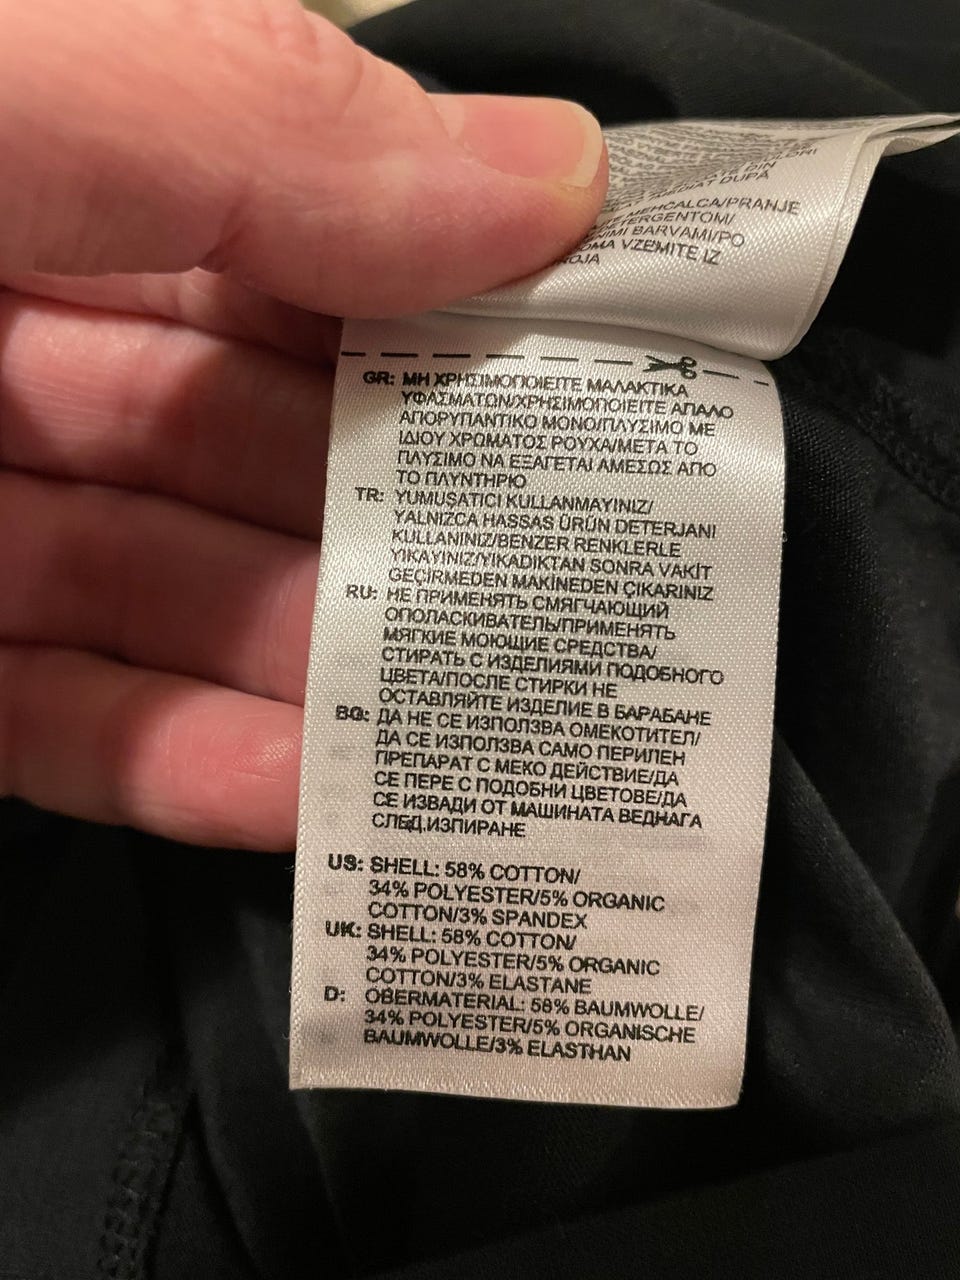 MEHČALCA/PRANJE
BARVAMI/PO
VZEMITE IZ
GR: ΜΗ ΧΡΗΣΙΜΟΠΟΙΕΙΤΕ ΜΑΛΑΚΤΙΚΑ
ΥΦΑΣΜΑΤΩΝ/ΧΡΗΣΙΜΟΠΟΙΕΙΤΕ ΑΠΑΛΟ
ΑΠΟΡΥΠΑΝΤΙΚΟ ΜΟΝΟ/ΠΛΥΣΙΜΟ ΜΕ
ΙΔΙΟΥ ΧΡΩΜΑΤΟΣ ΡΟΥΧΑ/ΜΕΤΑ ΤΟ
ΠΛΥΣΙΜΟ ΝΑ ΕΞΑΓΕΤΑΙ ΑΜΕΣΩΣ ΑΠΟ
ΤΟ ΠΛΥΝΤΗΡΙΟ
TR: YUMUŞATICI KULLANMAYINIZ/
YALNIZCA HASSAS ÜRÜN DETERJANI
KULLANINIZ/BENZER RENKLERLE
YIKAYINIZ/YIKADIKTAN SONRA VAKİT
GEÇİRMEDEN MAKİNEDEN ÇIKARINIZ
RU: НЕ ПРИМЕНЯТЬ СМЯГЧАЮЩИЙ
ОПОЛАСКИВАТЕЛЬ/ПРИМЕНЯТЬ
МЯГКИЕ МОЮЩИЕ СРЕДСТВА/
СТИРАТЬ С ИЗДЕЛИЯМИ ПОДОБНОГО
ЦВЕТА/ПОСЛЕ СТИРКИ НЕ
ОСТАВЛЯЙТЕ ИЗДЕЛИЕ В БАРАБАНЕ
BG: ДА НЕ СЕ ИЗПОЛЗВА ОМЕКОТИТЕЛ/
ДА СЕ ИЗПОЛЗВА САМО ПЕРИЛЕН
ПРЕПАРАТ С МЕКО ДЕЙСТВИЕ/ДА
СЕ ПЕРЕ С ПОДОБНИ ЦВЕТОВЕ/ДА
СЕ ИЗВАДИ ОТ МАШИНАТА ВЕДНАГА
СЛЕД.ИЗПИРАНЕ
US: SHELL: 58% COTTON/
34% POLYESTER/5% ORGANIC
COTTON/3% SPANDEX
UK: SHELL: 58% COTTON/
34% POLYESTER/5% ORGANIC
COTTON/3% ELASTANE
D: OBERMATERIAL: 58% BAUMWOLLE/
34% POLYESTER/5% ORGANISCHE
BAUMWOLLE/3% ELASTHAN